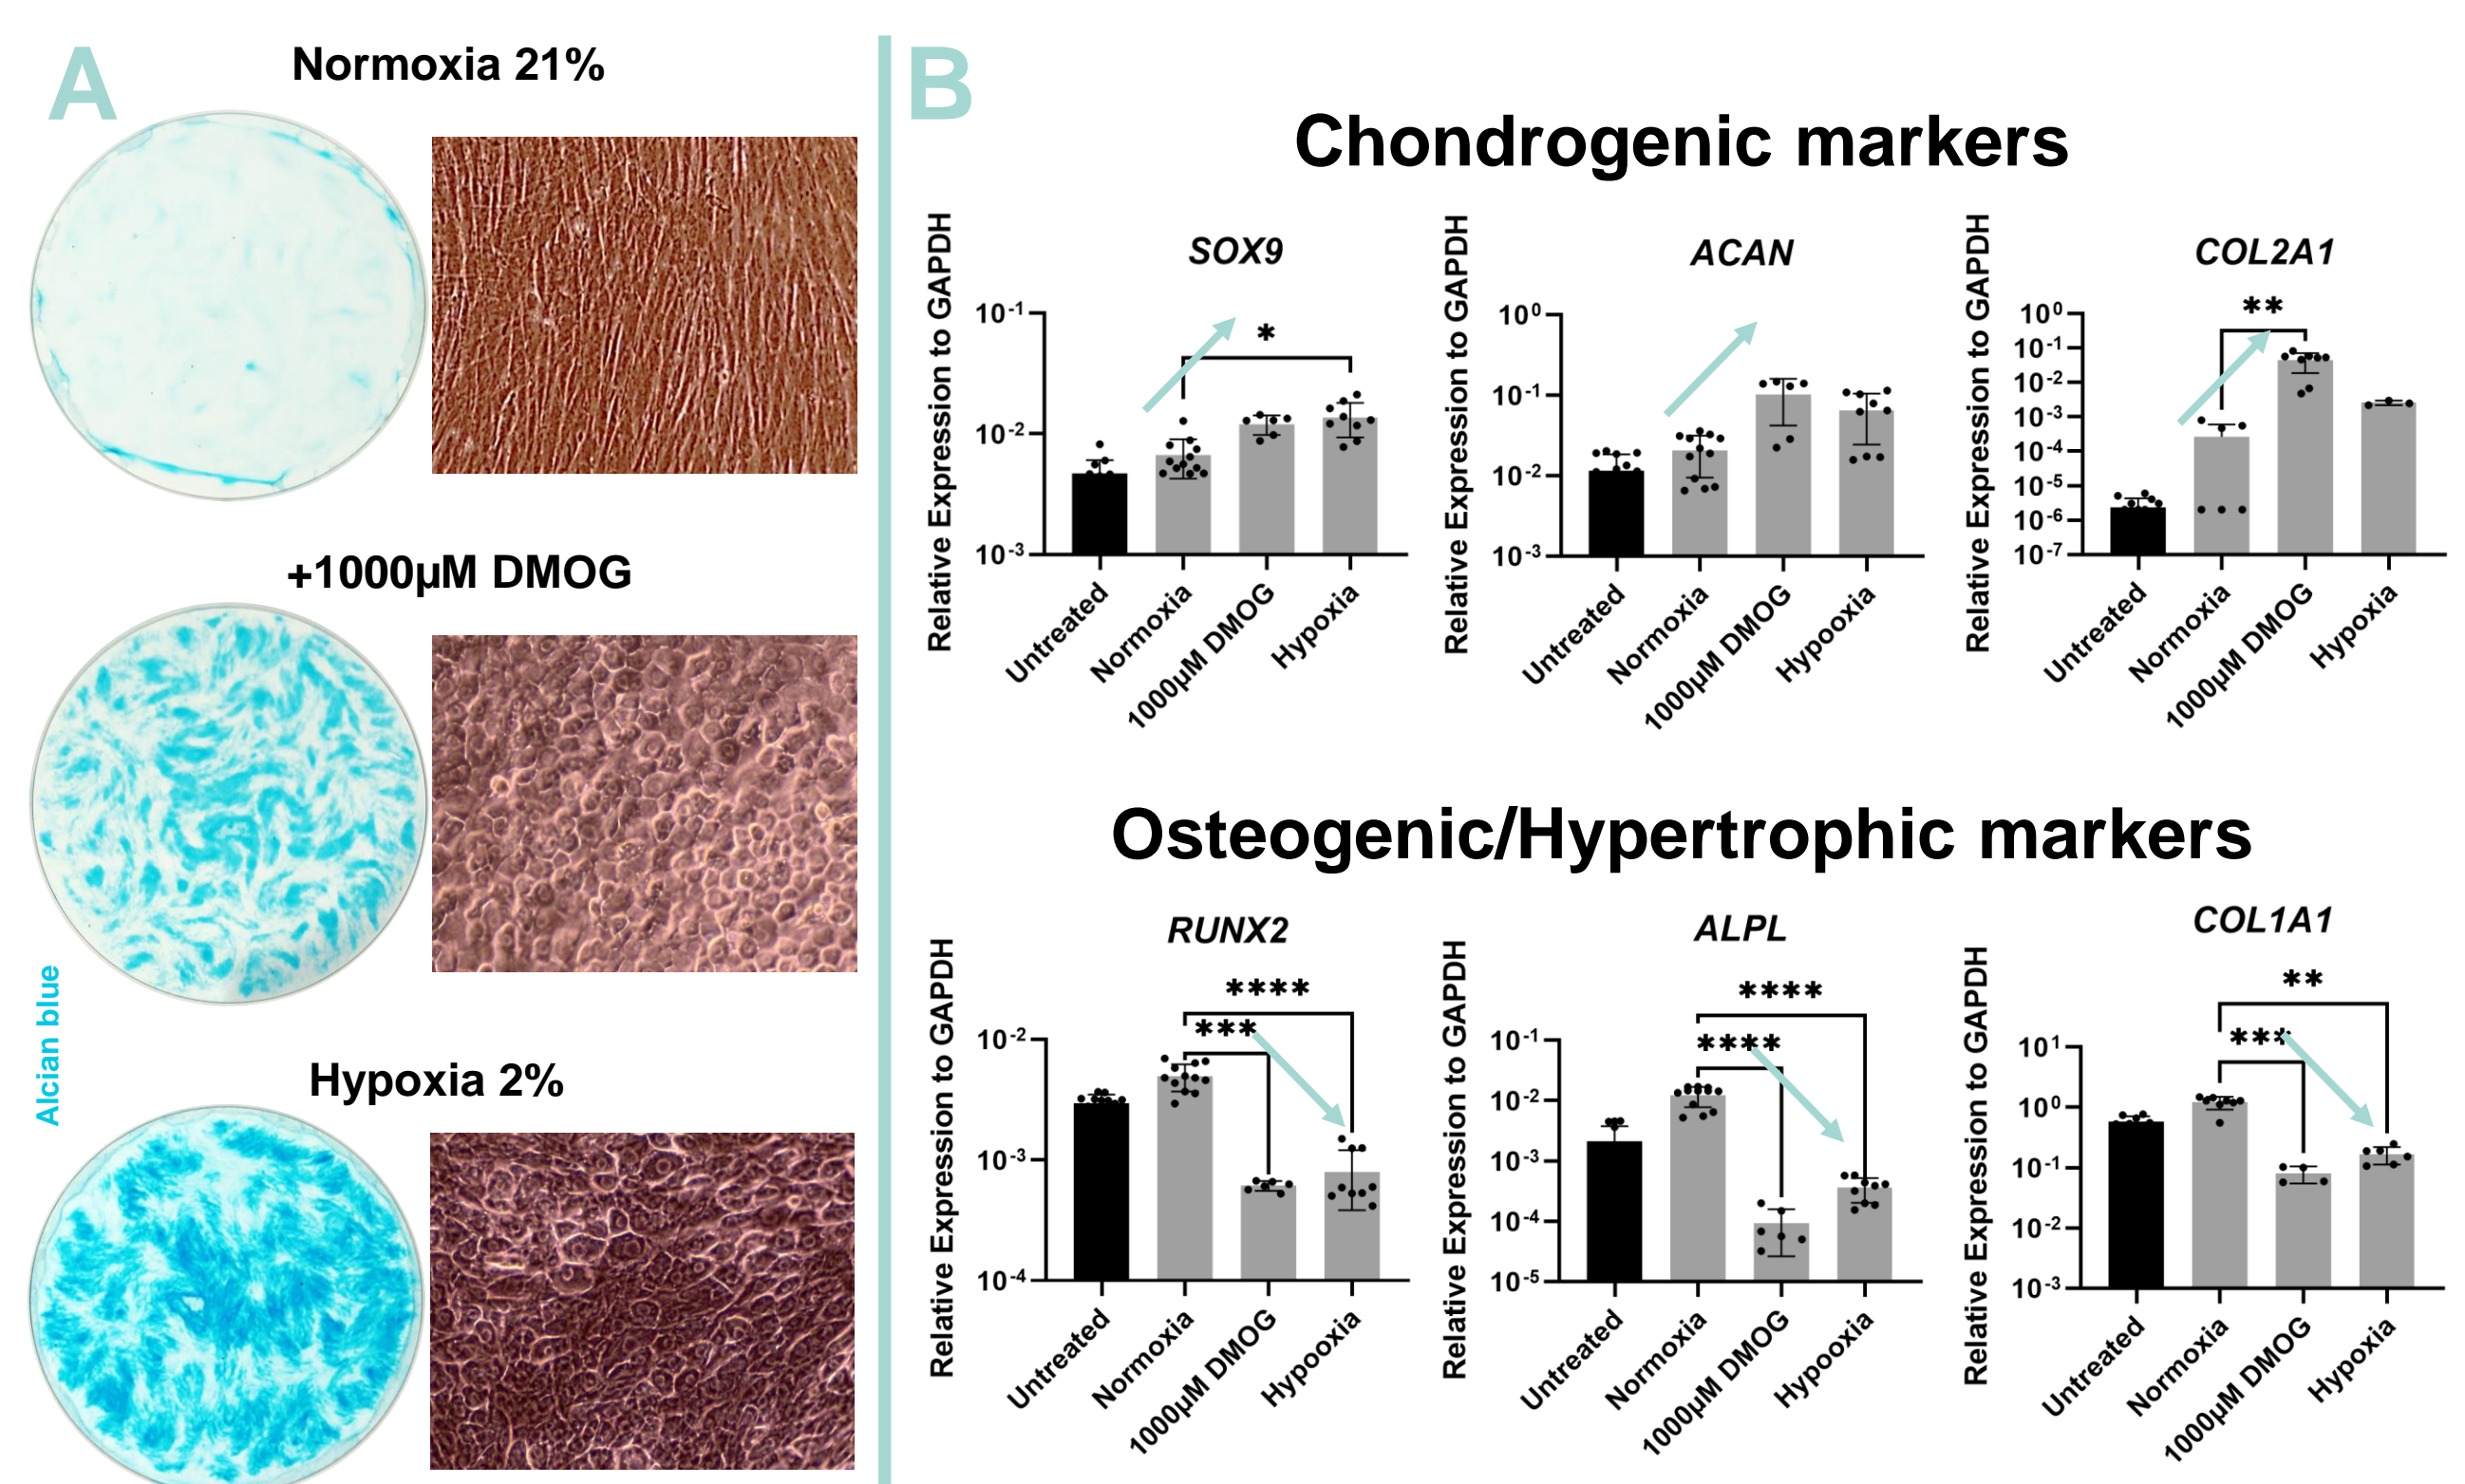 A
Normoxia 21%
+1000µM DMOG
Alcian blue
Hypoxia 2%
B
Chondrogenic markers
SOX9
Relative Expression to GAPDH
10-1
10-2
10-3
*
Untreated
Normoxia
1000µM DMOG
Hypoxia
ACAN
Relative Expression to GAPDH
100
10-1
10-2
10-3
Untreated
Normoxia
1000µM DMOG
Hypooxia
COL2A1
Relative Expression to GAPDH
100
10-1
10-2
10-3
10-4
10-5
10-6
10-7
**
Untreated
Normoxia
1000µM DMOG
Hypoxia
Osteogenic/Hypertrophic markers
RUNX2
Relative Expression to GAPDH
10-2
10-3
10-4
****
***
Untreated
Normoxia
1000µM DMOG
Hypooxia
ALPL
Relative Expression to GAPDH
10-1
10-2
10-3
10-4
10-5
****
****
Untreated
Normoxia
1000µM DMOG
Hypooxia
COL1A1
Relative Expression to GAPDH
101
100
10-1
10-2
10-3
**
***
Untreated
Normoxia
1000µM DMOG
Hypoxia